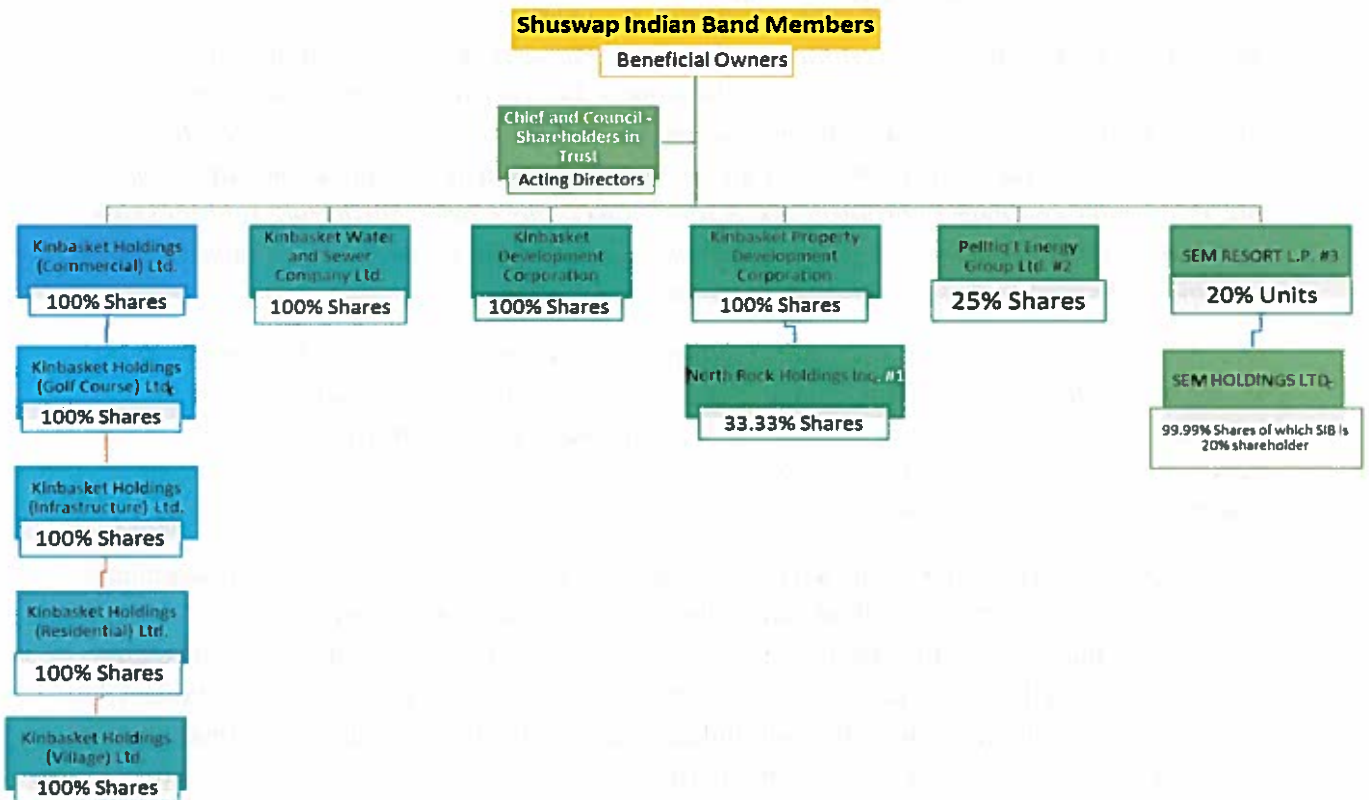 Shuswap Indian Band Members
Beneficial Owners
Chief and Council -
Shareholders in
Trust
Acting Directors
Kinbasket Holdings
(Commercial) Ltd.
100% Shares
Kinbasket Water
and Sewer
Company Ltd.
100% Shares
Kinbasket
Development
Corporation
100% Shares
Kinbasket Property
Development
Corporation
100% Shares
Pelltiq't Energy
Group Ltd. #2
25% Shares
SEM RESORT L.P. #3
20% Units
Kinbasket Holdings
(Golf Course) Ltd.
100% Shares
North Rock Holdings Inc. #1
33.33% Shares
SEM HOLDINGS LTD.
99.99% Shares of which SIB is
20% shareholder
Kinbasket Holdings
(Infrastructure) Ltd.
100% Shares
Kinbasket Holdings
(Residential) Ltd.
100% Shares
Kinbasket Holdings
(Village) Ltd.
100% Shares